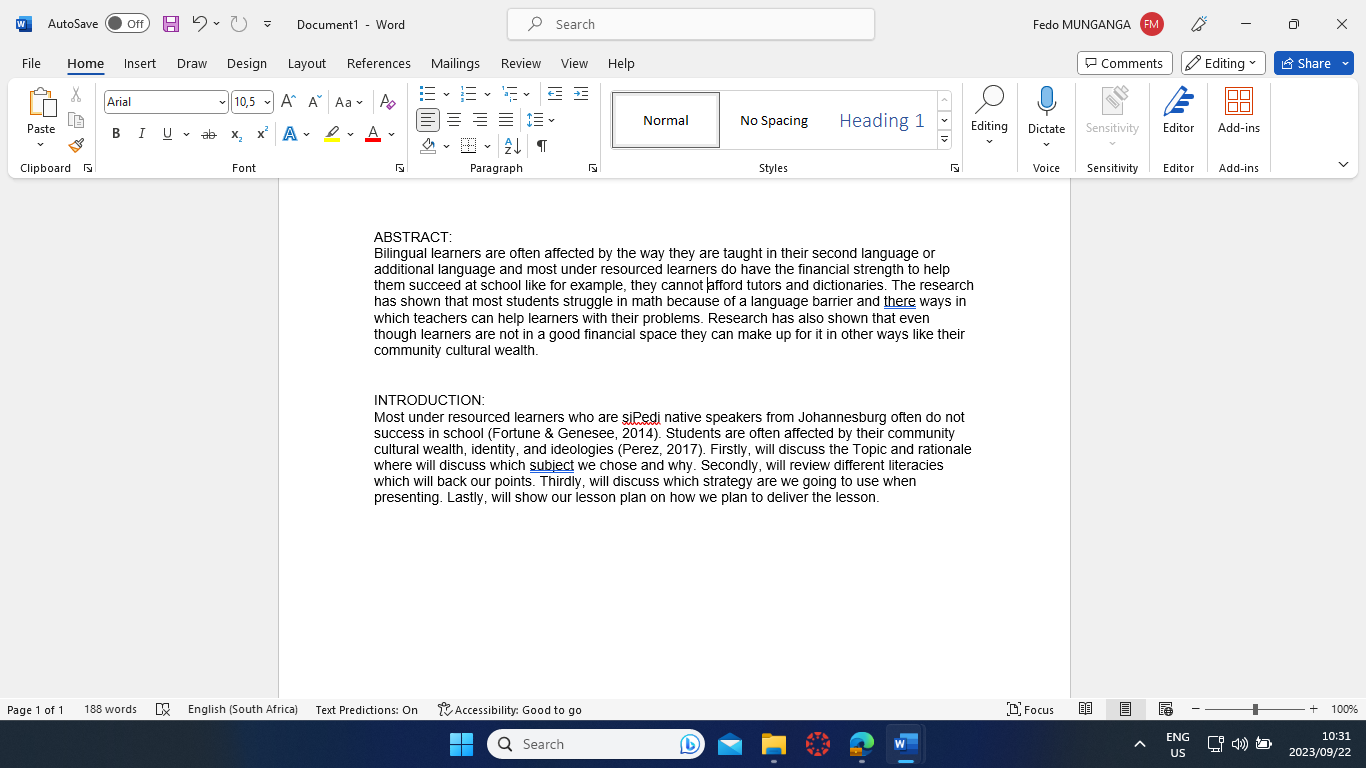 AutoSave Off Document1 - Word Search Fedo MUNGANGA FM
File Home Insert Draw Design Layout References Mailings Review View Help Comments Editing Share
Paste Arial 10,5 Normal No Spacing Heading 1 Editing Dictate Sensitivity Editor Add-ins
Clipboard Font Paragraph Styles Voice Sensitivity Editor Add-ins
ABSTRACT:
Bilingual learners are often affected by the way they are taught in their second language or
additional language and most under resourced learners do have the financial strength to help
them succeed at school like for example, they cannot afford tutors and dictionaries. The research
has shown that most students struggle in math because of a language barrier and there ways in
which teachers can help learners with their problems. Research has also shown that even
though learners are not in a good financial space they can make up for it in other ways like their
community cultural wealth.
INTRODUCTION:
Most under resourced learners who are siPedi native speakers from Johannesburg often do not
success in school (Fortune & Genesee, 2014). Students are often affected by their community
cultural wealth, identity, and ideologies (Perez, 2017). Firstly, will discuss the Topic and rationale
where will discuss which subject we chose and why. Secondly, will review different literacies
which will back our points. Thirdly, will discuss which strategy are we going to use when
presenting. Lastly, will show our lesson plan on how we plan to deliver the lesson.
Page 1 of 1 188 words English (South Africa) Text Predictions: On Accessibility: Good to go Focus 100%
Search ENG US 10:31 2023/09/22